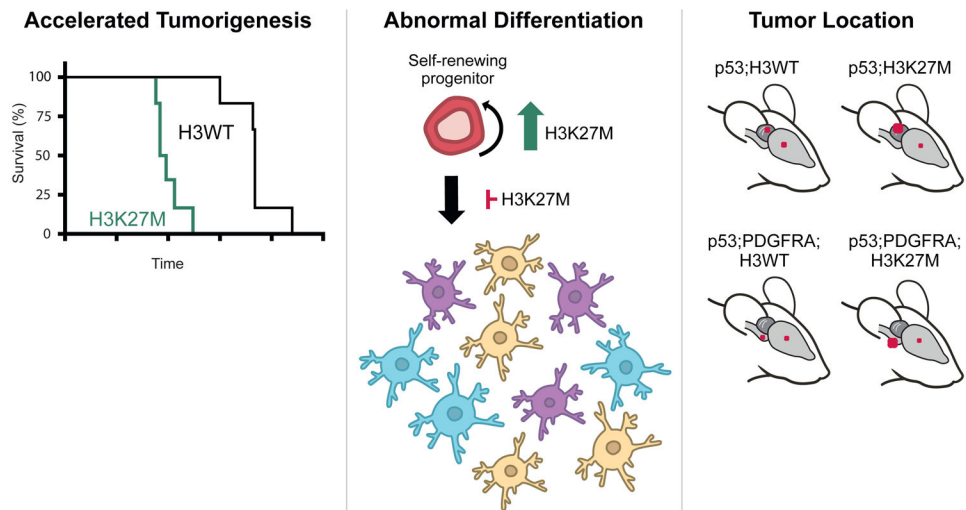 Accelerated Tumorigenesis
100
75
50
25
0
Survival (%)
H3WT
H3K27M
Time
Abnormal Differentiation
Self-renewing
progenitor
H3K27M
H3K27M
Tumor Location
p53;H3WT
p53;H3K27M
p53;PDGFRA;
H3WT
p53;PDGFRA;
H3K27M